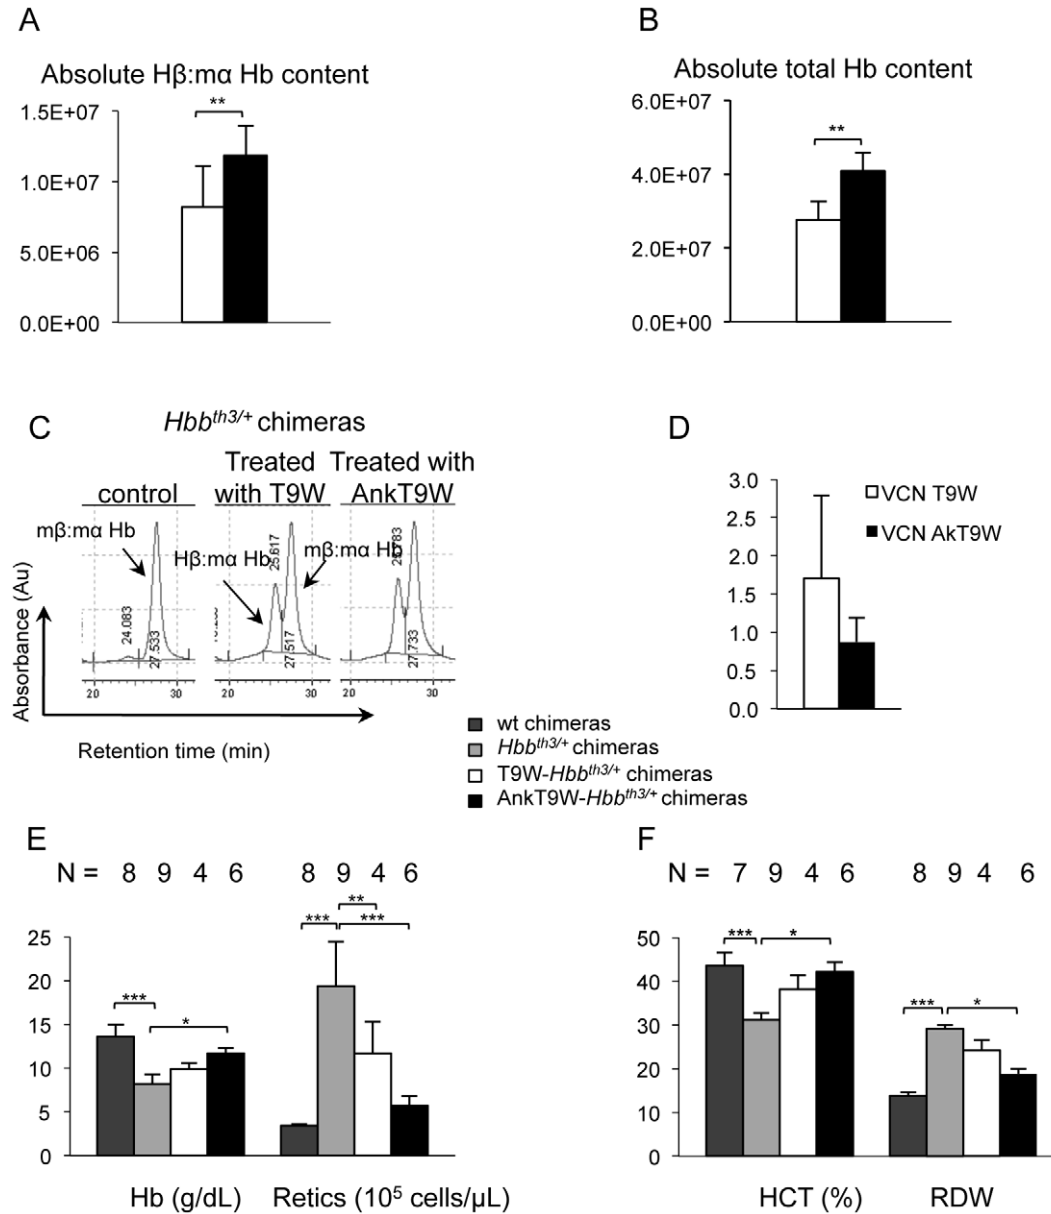 A
B
Absolute Hβ:mα Hb content
Absolute total Hb content
1.5E+07
1.0E+07
5.0E+06
0.0E+00
**
6.0E+07
4.0E+07
2.0E+07
0.0E+00
**
C
Hbbth3/+ chimeras
control
Treated with T9W
Treated with AnkT9W
mβ:mα Hb
Hβ:mα Hb
mβ:mα Hb
24.083
27.533
25.617
27.517
27.733
20 30
20 30
20 30
Absorbance (Au)
Retention time (min)
D
3.0
2.5
2.0
1.5
1.0
0.5
0.0
VCN T9W
VCN AkT9W
wt chimeras
Hbbth3/+ chimeras
T9W-Hbbth3/+ chimeras
AnkT9W-Hbbth3/+ chimeras
E
N = 8 9 4 6 8 9 4 6
25
20
15
10
5
0
*** *
*** ** ***
Hb (g/dL) Retics (10⁵ cells/µL)
F
N = 7 9 4 6 8 9 4 6
50
40
30
20
10
0
*** *
*** *
HCT (%) RDW